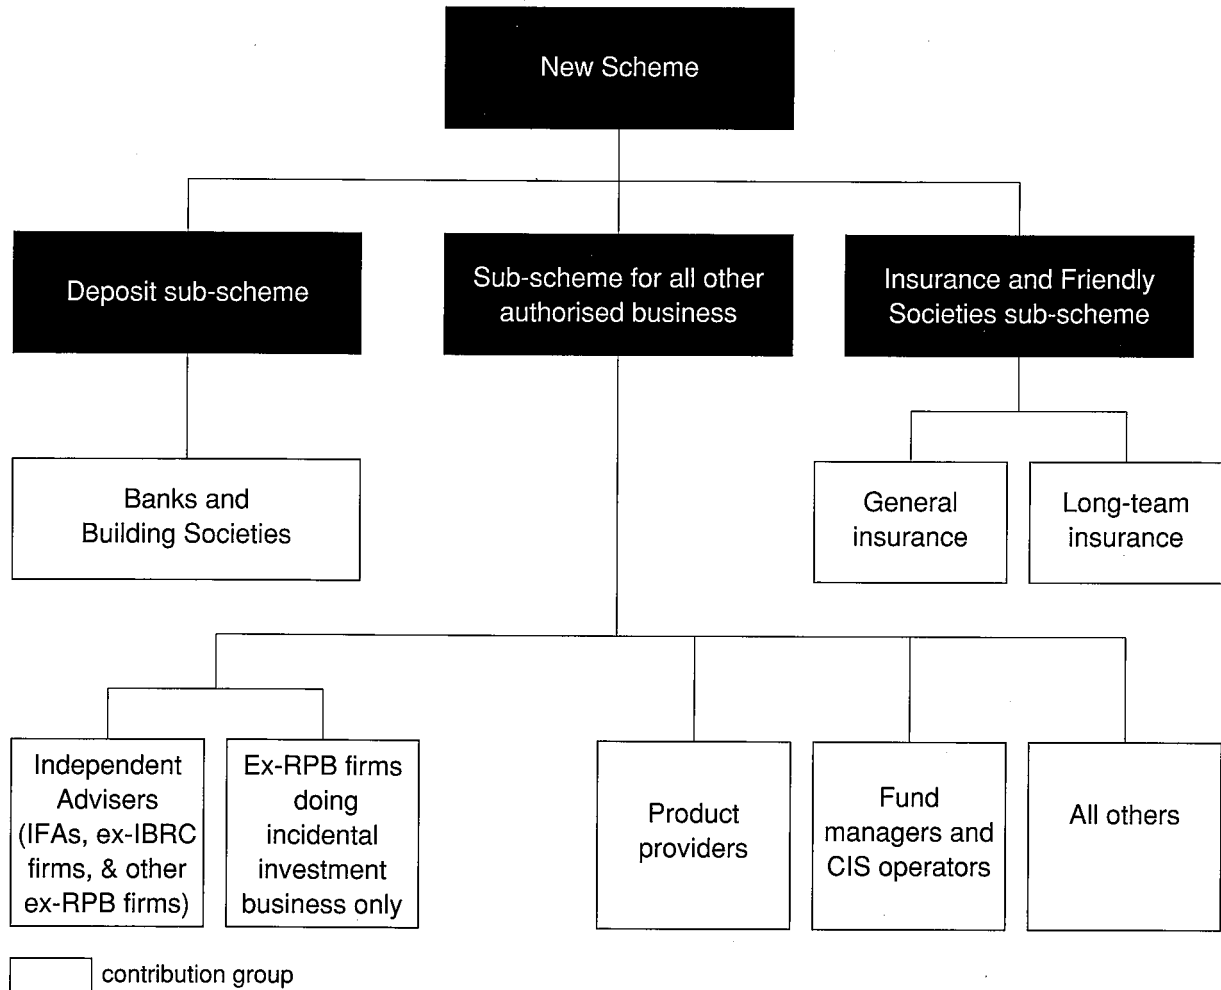 New Scheme
Deposit sub-scheme
Sub-scheme for all other
authorised business
Insurance and Friendly
Societies sub-scheme
Banks and
Building Societies
General
insurance
Long-team
insurance
Independent
Advisers
(IFAs, ex-IBRC
firms, & other
ex-RPB firms)
Ex-RPB firms
doing
incidental
investment
business only
Product
providers
Fund
managers and
CIS operators
All others
contribution group